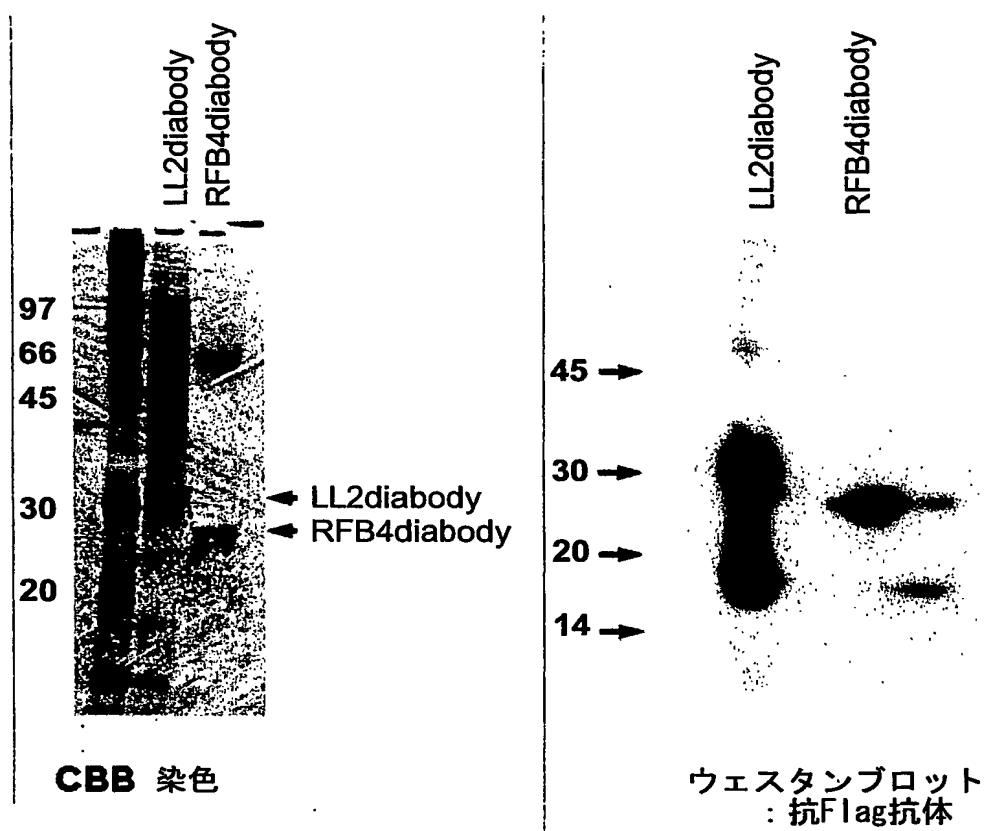 LL2diabody
RFB4diabody
97
66
45
30
20
LL2diabody
RFB4diabody
CBB 染色
LL2diabody
RFB4diabody
45
30
20
14
ウェスタンブロット
：抗Flag抗体